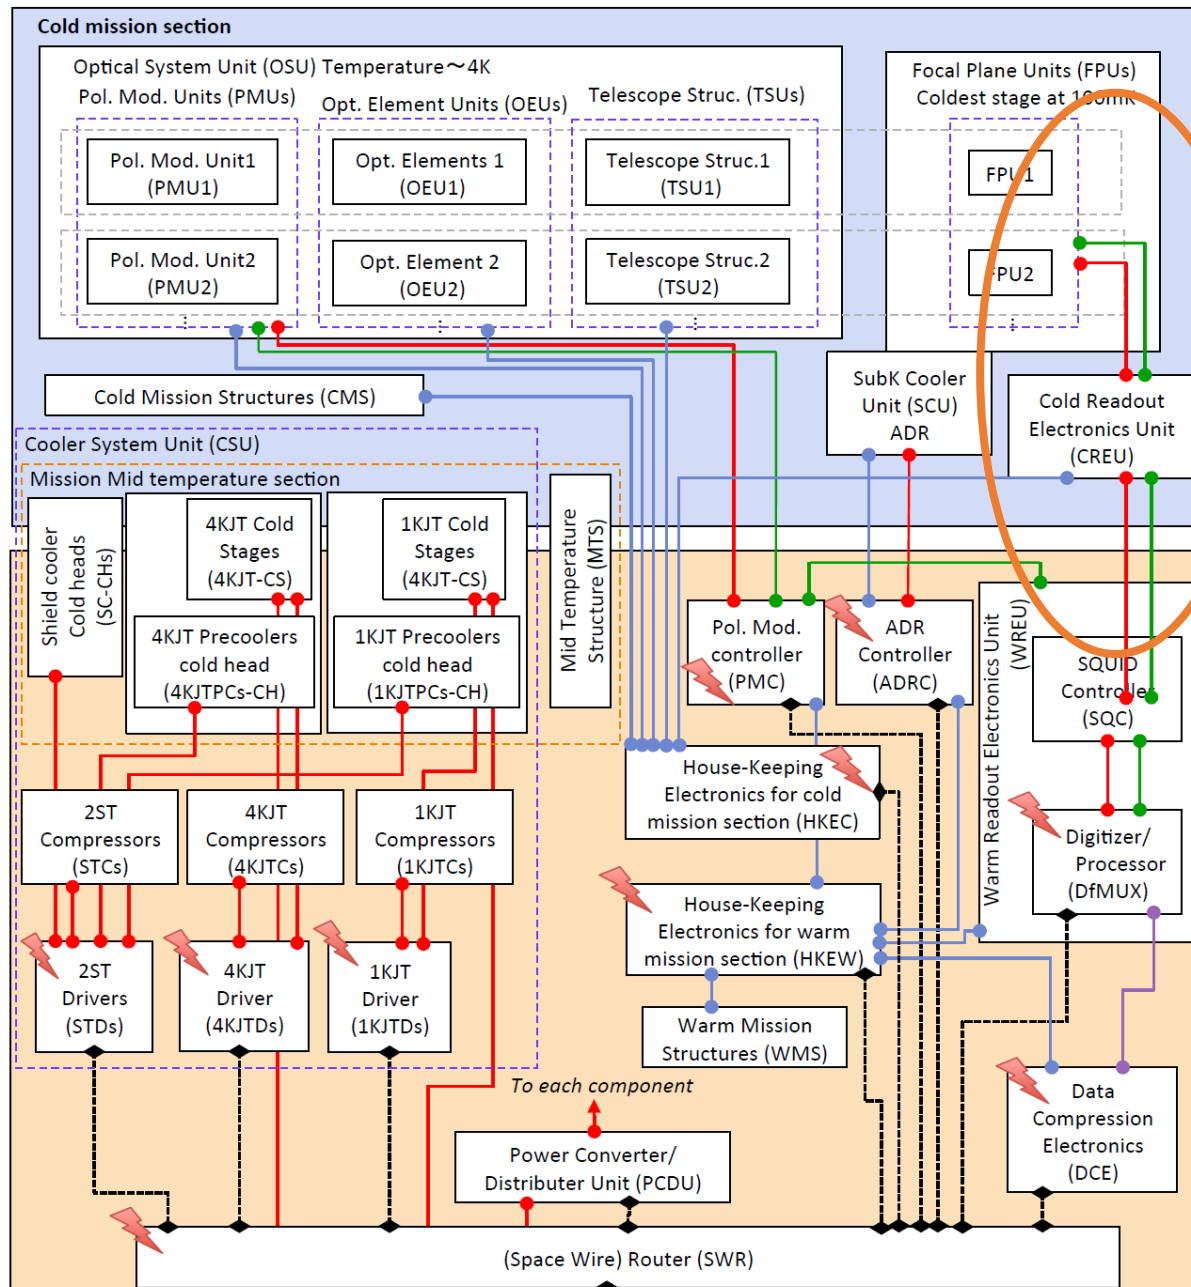 Cold mission section
Optical System Unit (OSU) Temperature～4K
Pol. Mod. Units (PMUs)
Opt. Element Units (OEUs)
Telescope Struc. (TSUs)
Focal Plane Units (FPUs)
Coldest stage at 100mK
Pol. Mod. Unit1
(PMU1)
Opt. Elements 1
(OEU1)
Telescope Struc.1
(TSU1)
FPU1
Pol. Mod. Unit2
(PMU2)
Opt. Element 2
(OEU2)
Telescope Struc.2
(TSU2)
FPU2
Cold Mission Structures (CMS)
SubK Cooler
Unit (SCU)
ADR
Cold Readout
Electronics Unit
(CREU)
Cooler System Unit (CSU)
Mission Mid temperature section
Shield cooler
Cold heads
(SC-CHs)
4KJT Cold
Stages
(4KJT-CS)
1KJT Cold
Stages
(4KJT-CS)
Mid Temperature
Structure (MTS)
4KJT Precoolers
cold head
(4KJTPCs-CH)
1KJT Precoolers
cold head
(1KJTPCs-CH)
Pol. Mod.
controller
(PMC)
ADR
Controller
(ADRC)
Warm Readout Electronics Unit
(WREU)
SQUID
Controller
(SQC)
House-Keeping
Electronics for cold
mission section (HKEC)
2ST
Compressors
(STCs)
4KJT
Compressors
(4KJTCs)
1KJT
Compressors
(1KJTCs)
Digitizer/
Processor
(DfMUX)
House-Keeping
Electronics for warm
mission section (HKEW)
2ST
Drivers
(STDs)
4KJT
Driver
(4KJTDs)
1KJT
Driver
(1KJTDs)
Warm Mission
Structures (WMS)
To each component
Data
Compression
Electronics
(DCE)
Power Converter/
Distributer Unit (PCDU)
(Space Wire) Router (SWR)